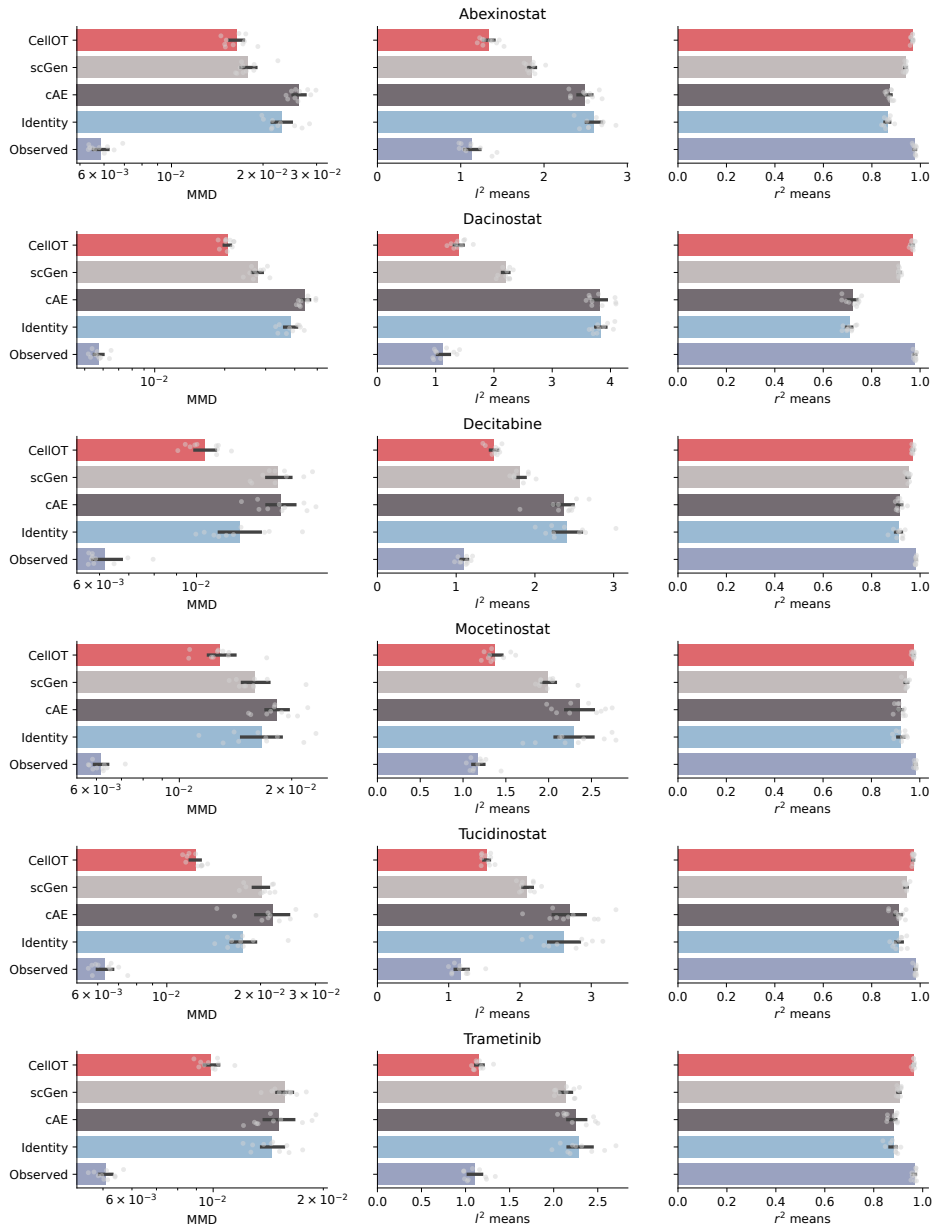 Abexinostat
CellOT
scGen
cAE
Identity
Observed
6 × 10⁻³ 10⁻² 2 × 10⁻² 3 × 10⁻²
MMD
0 1 2 3
l² means
0.0 0.2 0.4 0.6 0.8 1.0
r² means
Dacinostat
CellOT
scGen
cAE
Identity
Observed
10⁻²
MMD
0 1 2 3 4
l² means
0.0 0.2 0.4 0.6 0.8 1.0
r² means
Decitabine
CellOT
scGen
cAE
Identity
Observed
6 × 10⁻³ 10⁻²
MMD
0 1 2 3
l² means
0.0 0.2 0.4 0.6 0.8 1.0
r² means
Mocetinostat
CellOT
scGen
cAE
Identity
Observed
6 × 10⁻³ 10⁻² 2 × 10⁻²
MMD
0.0 0.5 1.0 1.5 2.0 2.5
l² means
0.0 0.2 0.4 0.6 0.8 1.0
r² means
Tucidinostat
CellOT
scGen
cAE
Identity
Observed
6 × 10⁻³ 10⁻² 2 × 10⁻² 3 × 10⁻²
MMD
0 1 2 3
l² means
0.0 0.2 0.4 0.6 0.8 1.0
r² means
Trametinib
CellOT
scGen
cAE
Identity
Observed
6 × 10⁻³ 10⁻² 2 × 10⁻²
MMD
0.0 0.5 1.0 1.5 2.0 2.5
l² means
0.0 0.2 0.4 0.6 0.8 1.0
r² means